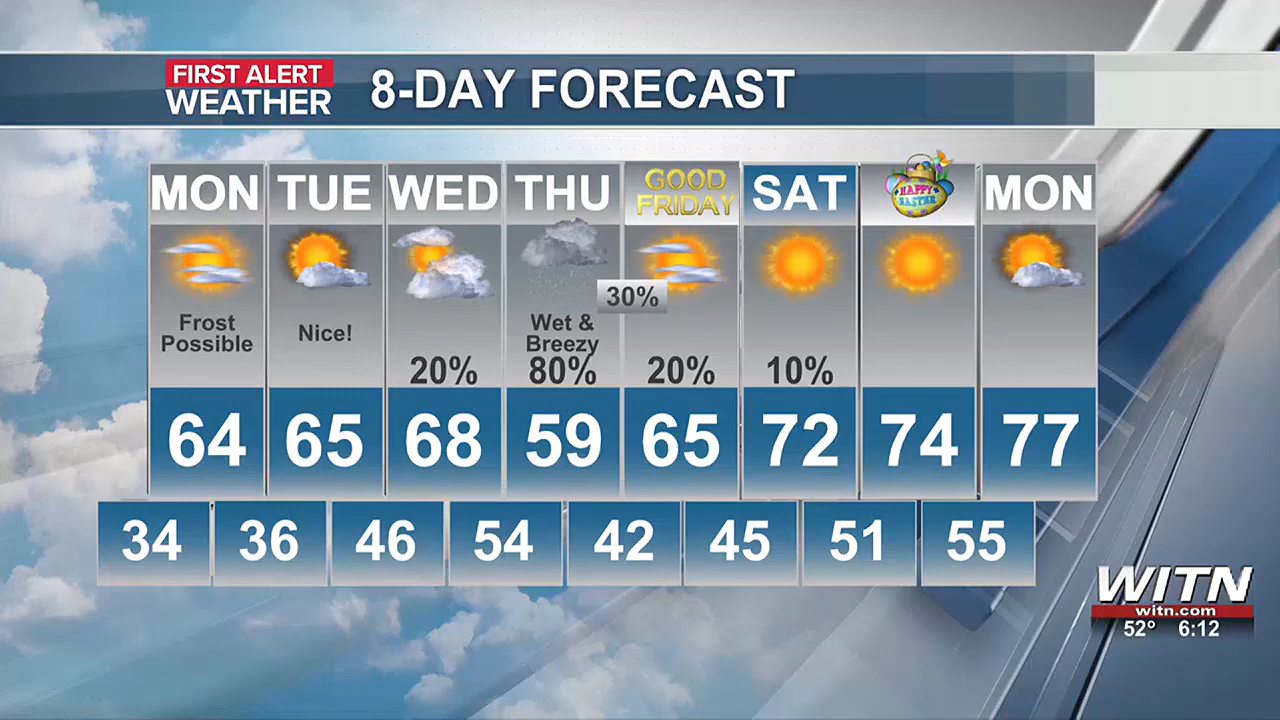 FIRST ALERT
WEATHER
8-DAY FORECAST
MON TUE WED THU GOOD FRIDAY SAT HAPPY EASTER MON
30%
Frost
Possible
Nice!
Wet &
Breezy
20% 80% 20% 10%
64 65 68 59 65 72 74 77
34 36 46 54 42 45 51 55
WITN
witn.com
52° 6:12